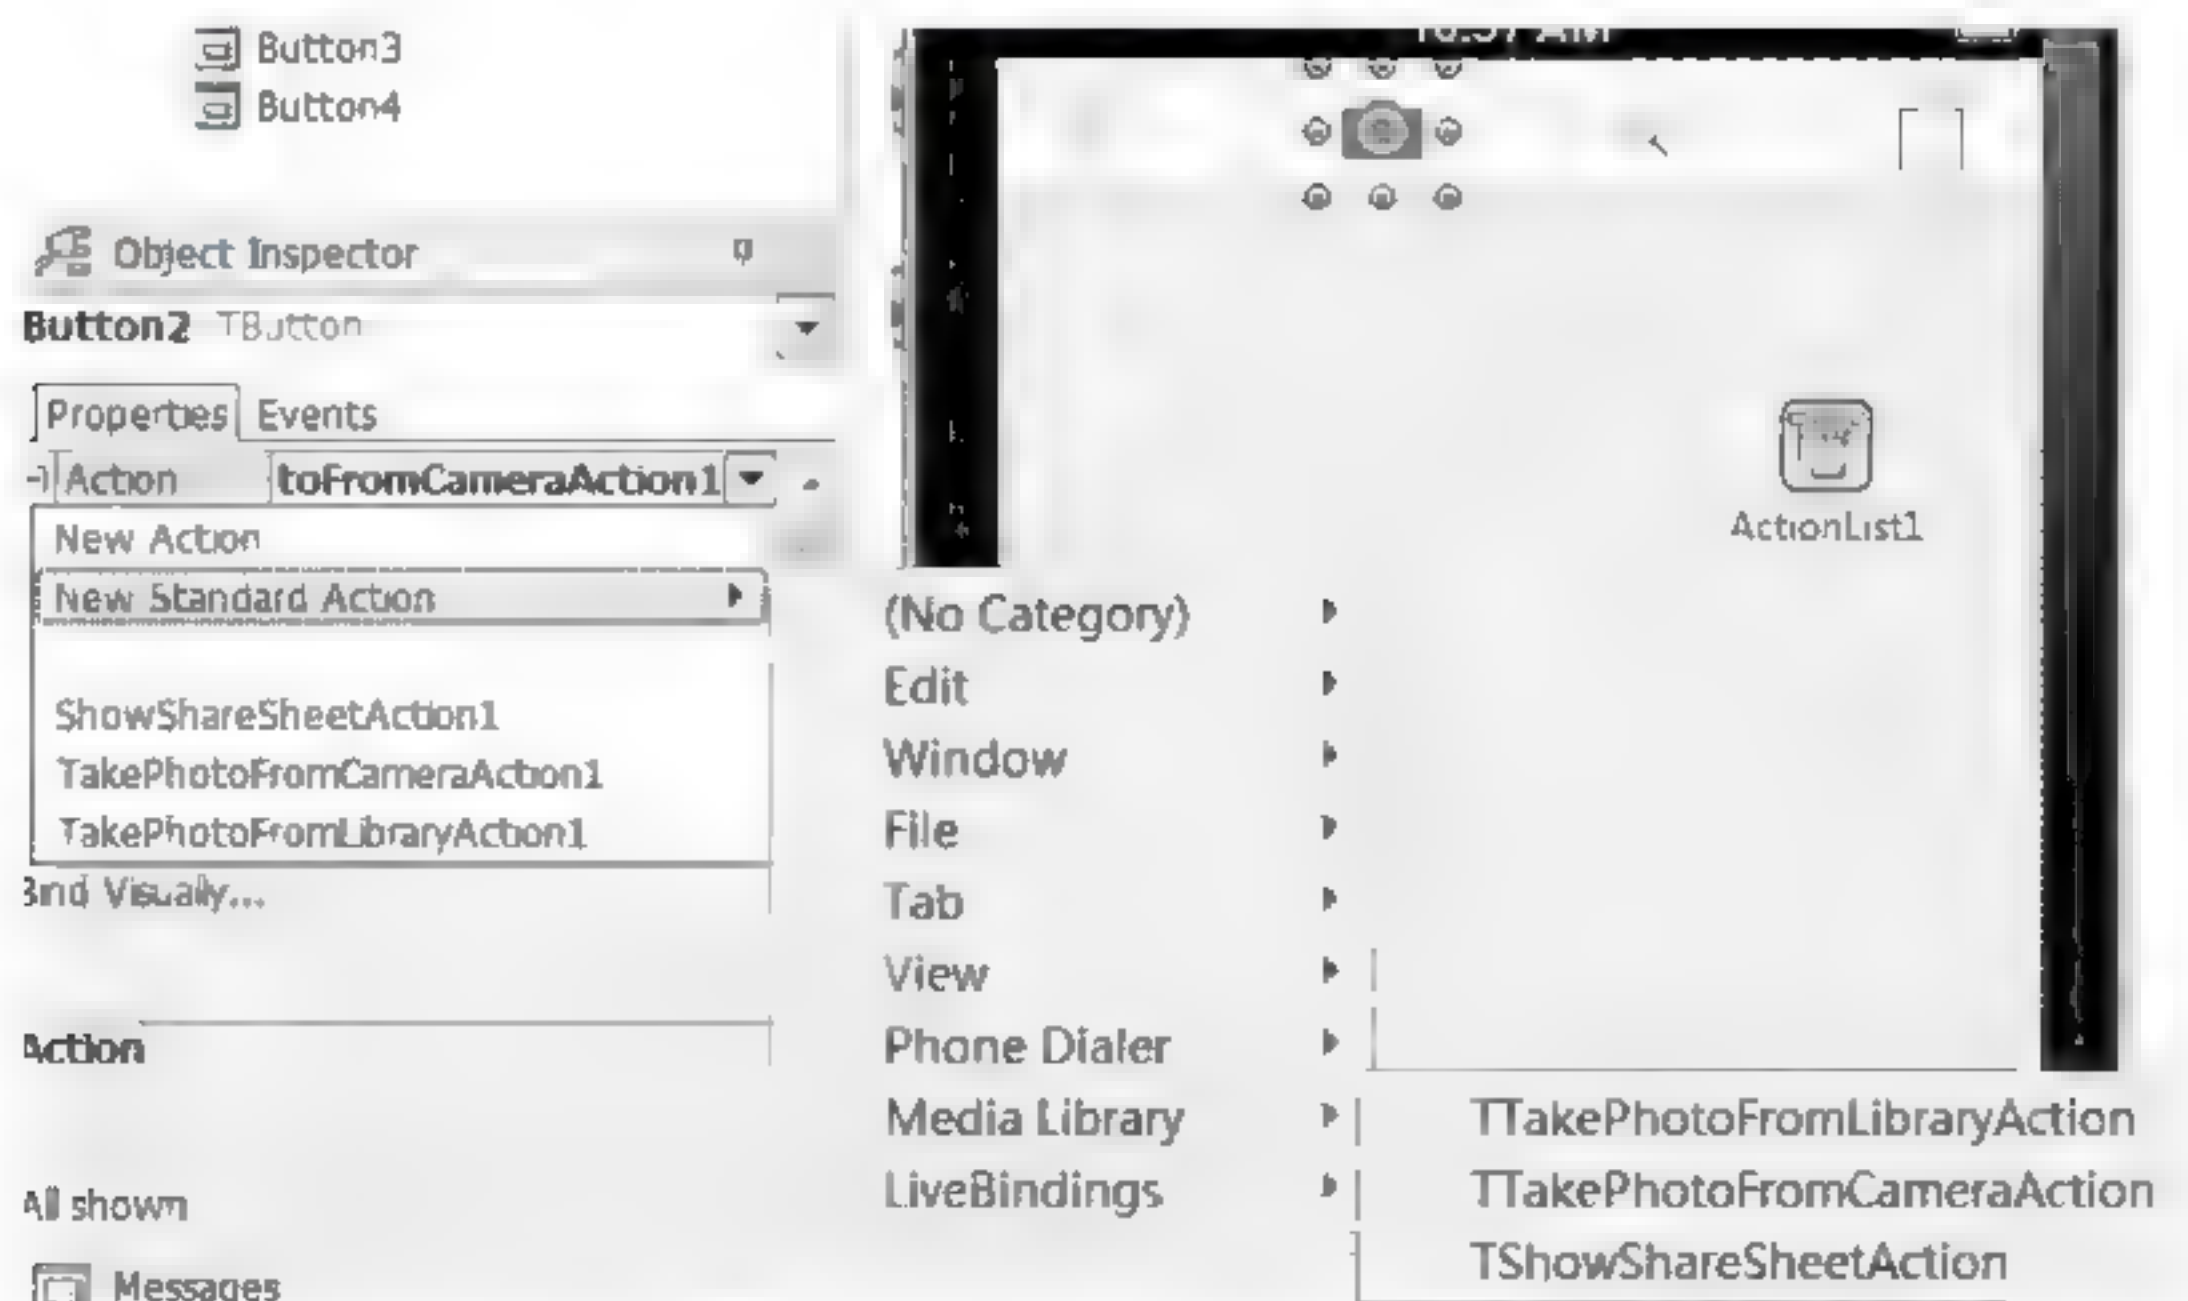 Button3
Button4
Object Inspector
Button2 TButton
Properties Events
Action toFromCameraAction1
New Action
New Standard Action
ShowShareSheetAction1
TakePhotoFromCameraAction1
TakePhotoFromLibraryAction1
Bind Visually...
Action
All shown
Messages
ActionList1
(No Category)
Edit
Window
File
Tab
View
Phone Dialer
Media Library
LiveBindings
TTakePhotoFromLibraryAction
TTakePhotoFromCameraAction
TShowShareSheetAction